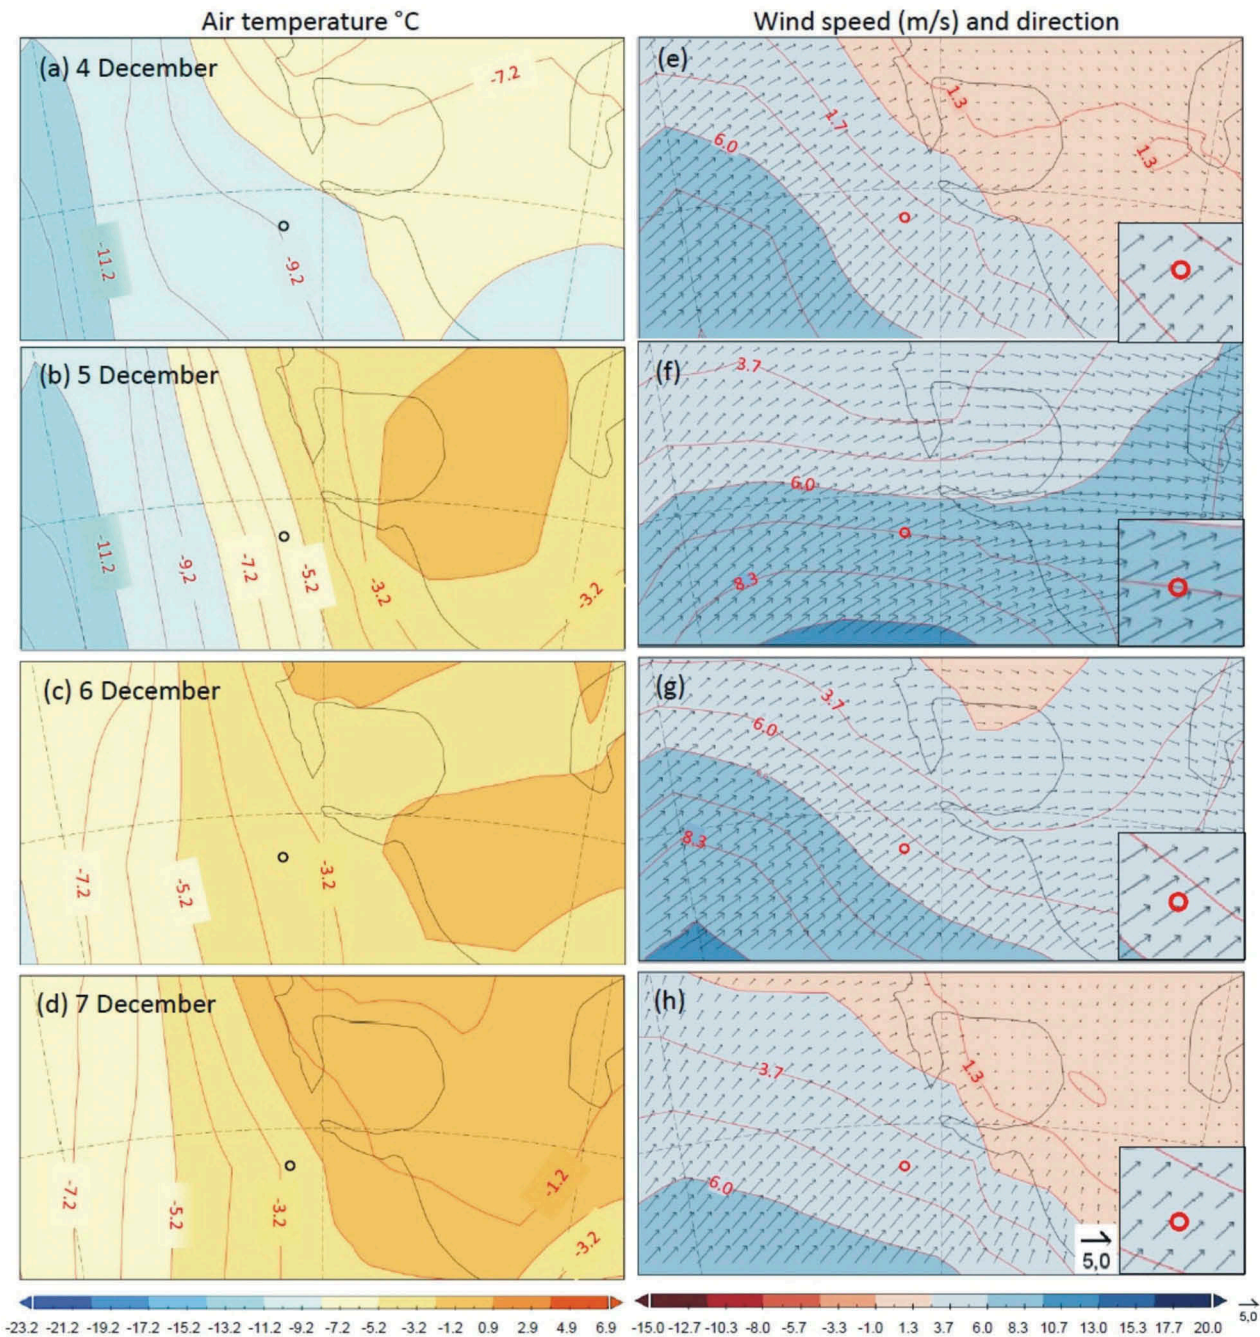 Air temperature °C
Wind speed (m/s) and direction
(a) 4 December
-7.2
-11.2
-9.2
(e)
1.3
1.7
6.0
1.3
(b) 5 December
-11.2
-9,2
-7.2
-5.2
-3.2
-3.2
(f)
3.7
6.0
8.3
(c) 6 December
-7.2
-5.2
-3.2
(g)
3.7
6.0
8.3
(d) 7 December
-7.2
-5.2
-3.2
-1.2
-3.2
(h)
3.7
1.3
6.0
5,0
-23.2 -21.2 -19.2 -17.2 -15.2 -13.2 -11.2 -9.2 -7.2 -5.2 -3.2 -1.2 0.9 2.9 4.9 6.9
-15.0 -12.7 -10.3 -8.0 -5.7 -3.3 -1.0 1.3 3.7 6.0 8.3 10.7 13.0 15.3 17.7 20.0 5,0